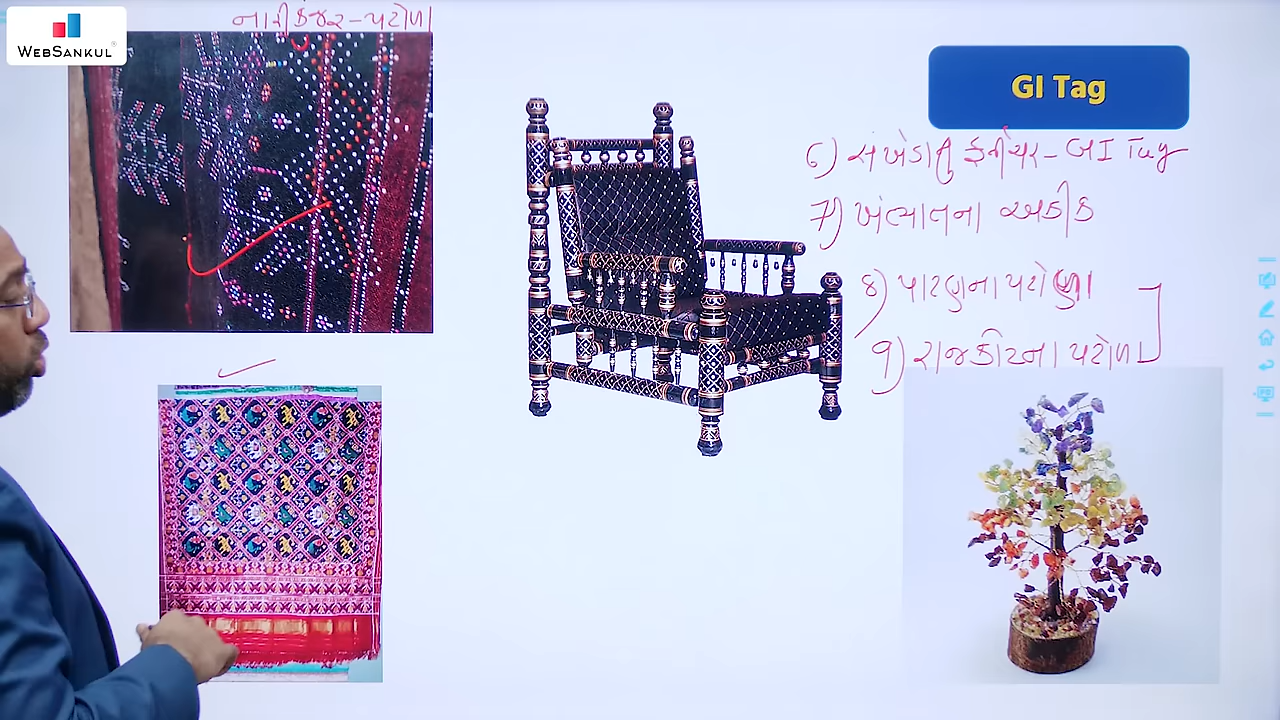 WEBSANKUL
નારીકુંજર - પટોળા
GI Tag
6) સંખેડાનું ફર્નીચર - GI Tag
7) ખંભાતના અકીક
8) પાટણના પટોળા
9) રાજકોટના પટોળા